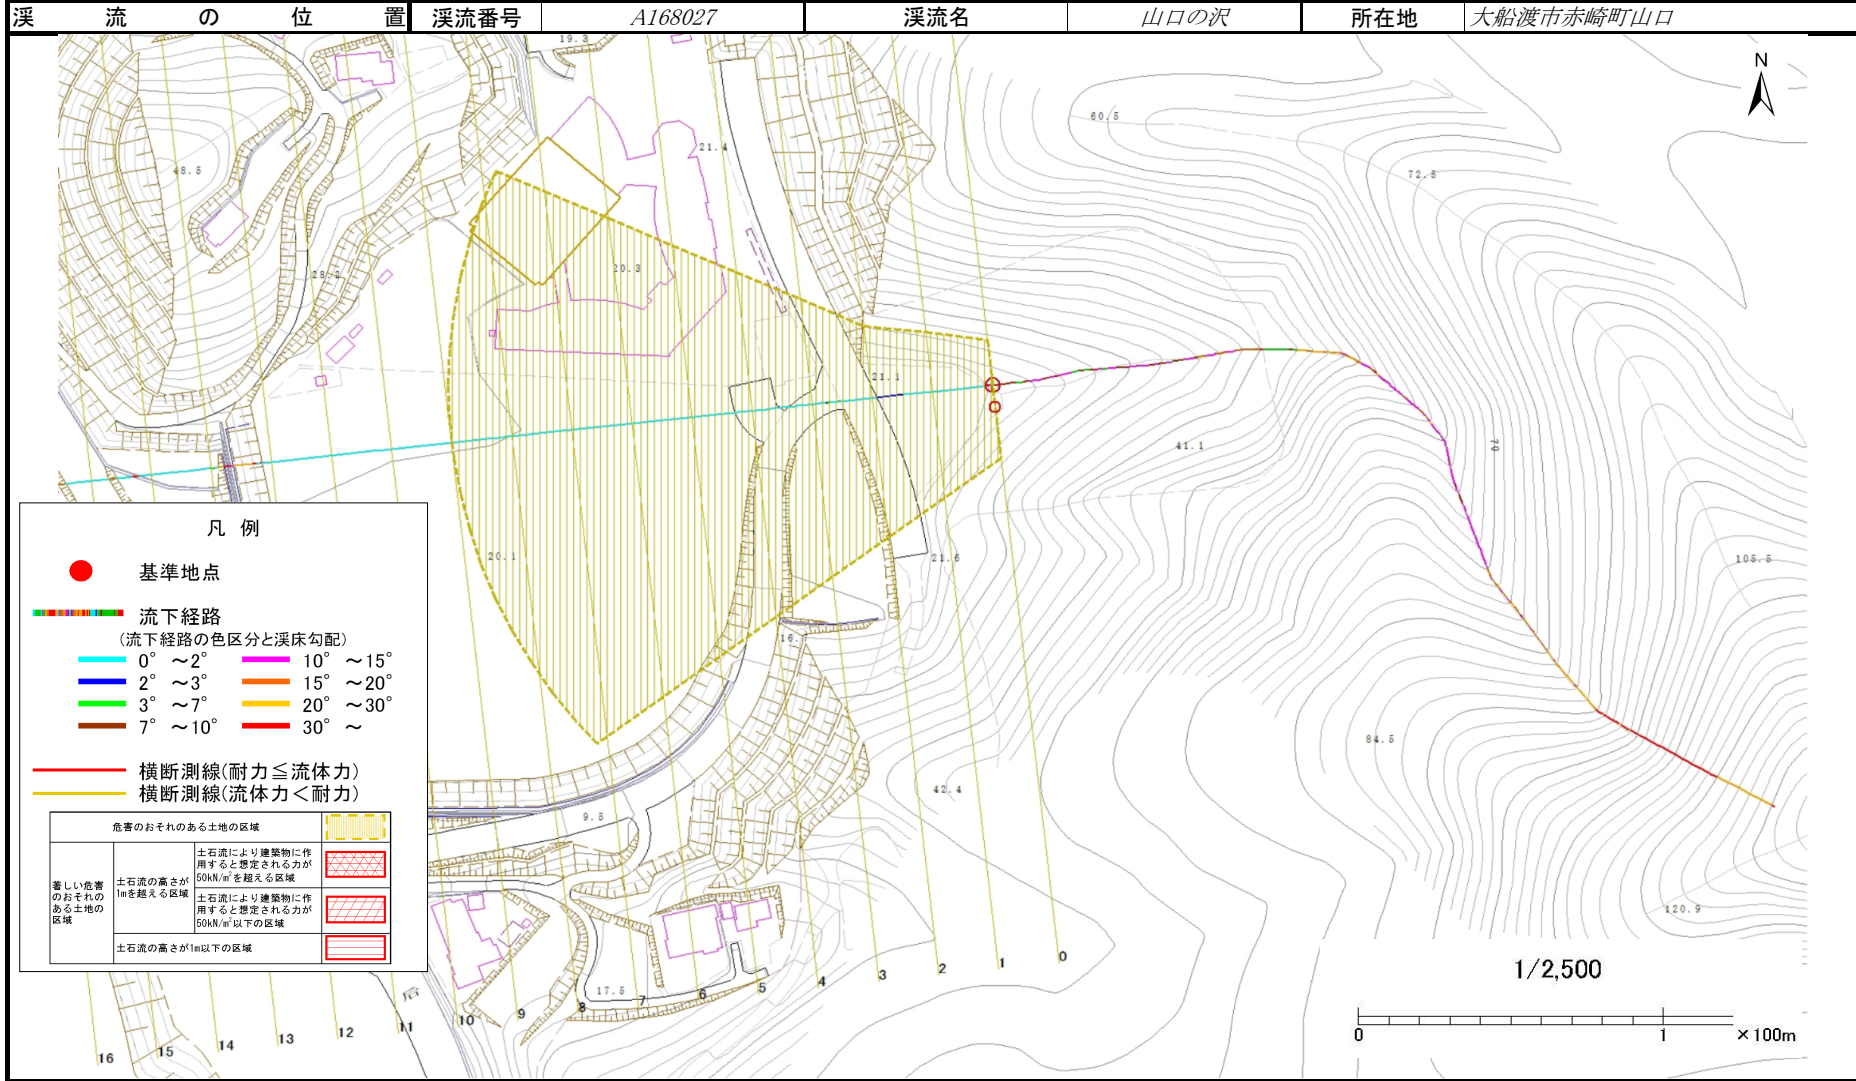 渓流の位置 渓流番号 A168027 渓流名 山口の沢 所在地 大船渡市赤崎町山口
N
19.3
21.4
60.5
72.5
48.5
28.2
20.3
21.1
41.1
70
20.1
21.6
105.5
16.
84.5
42.4
9.5
120.9
17.5
凡 例
基準地点
流下経路
(流下経路の色区分と渓床勾配)
0° ~2° 10° ~15°
2° ~3° 15° ~20°
3° ~7° 20° ~30°
7° ~10° 30° ~
横断測線(耐力≦流体力)
横断測線(流体力<耐力)
危害のおそれのある土地の区域
著しい危害
のおそれの
ある土地の
区域
土石流の高さが
1mを越える区域
土石流により建築物に作
用すると想定される力が
50kN/㎡を超える区域
土石流により建築物に作
用すると想定される力が
50kN/㎡以下の区域
土石流の高さが1m以下の区域
16 15 14 13 12 11 10 9 8 7 6 5 4 3 2 1 0
1/2,500
0 1 ×100m